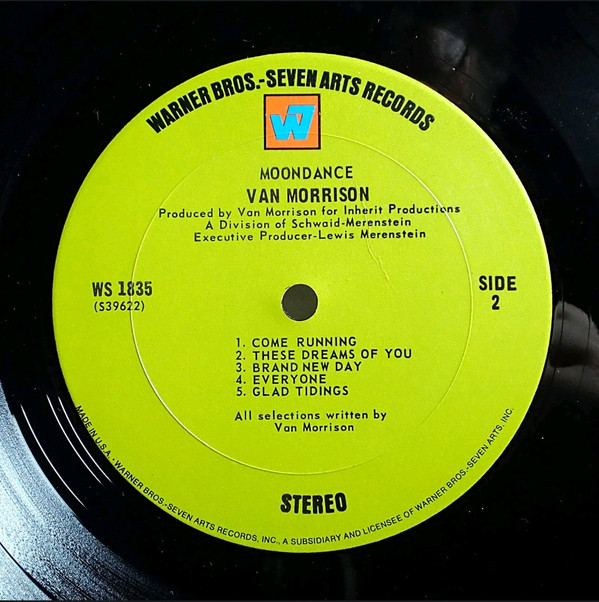 WARNER BROS.-SEVEN ARTS RECORDS
W7
MOONDANCE
VAN MORRISON
Produced by Van Morrison for Inherit Productions
A Division of Schwaid-Merenstein
Executive Producer-Lewis Merenstein
WS 1835
(S39622)
SIDE
2
1. COME RUNNING
2. THESE DREAMS OF YOU
3. BRAND NEW DAY
4. EVERYONE
5. GLAD TIDINGS
All selections written by
Van Morrison
STEREO
MADE IN U.S.A. · WARNER BROS.-SEVEN ARTS RECORDS, INC., A SUBSIDIARY AND LICENSEE OF WARNER BROS.-SEVEN ARTS, INC.